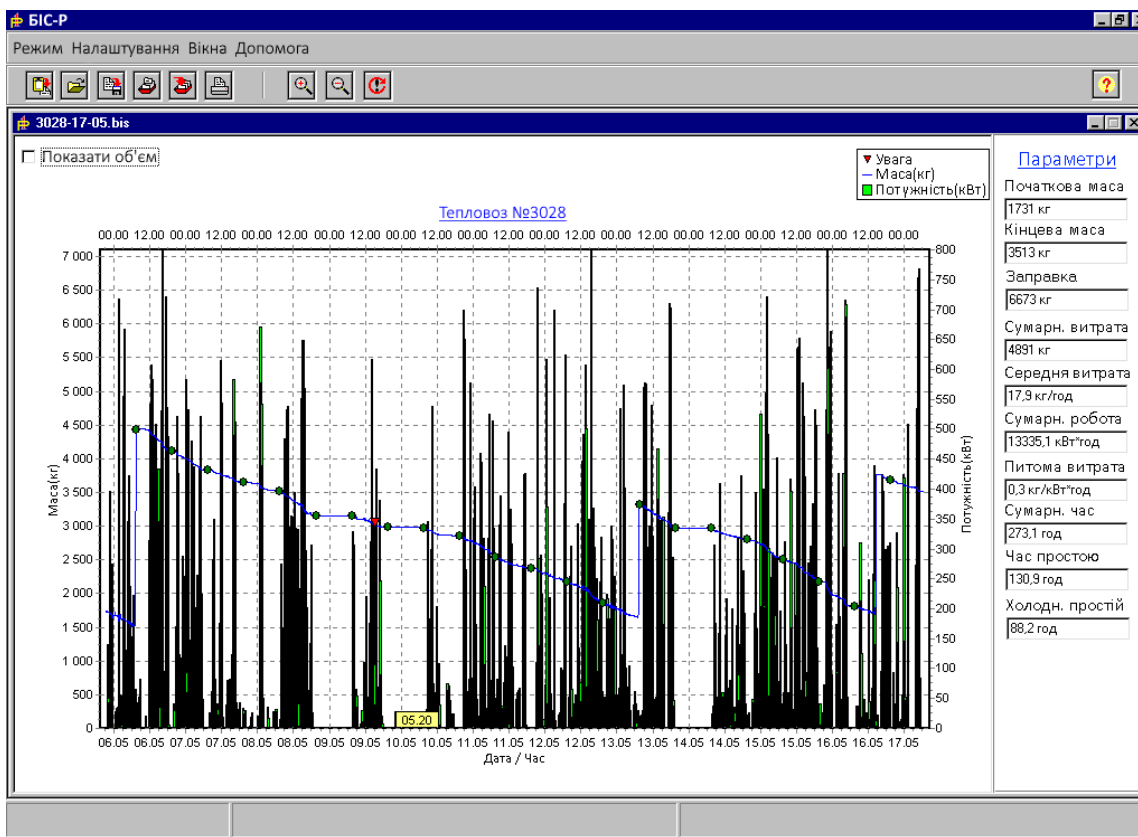 БІС-Р
Режим Налаштування Вікна Допомога
3028-17-05.bis
Показати об'єм
Увага
Маса(кг)
Потужність(кВт)
Тепловоз №3028
00.00 12.00 00.00 12.00 00.00 12.00 00.00 12.00 00.00 12.00 00.00 12.00 00.00 12.00 00.00 12.00 00.00 12.00 00.00 12.00 00.00 12.00 00.00
7 000
6 500
6 000
5 500
5 000
4 500
4 000
3 500
3 000
2 500
2 000
1 500
1 000
500
0
Маса(кг)
800
750
700
650
600
550
500
450
400
350
300
250
200
150
100
50
0
Потужність(кВт)
05.20
06.05 06.05 07.05 07.05 08.05 08.05 09.05 09.05 10.05 10.05 11.05 11.05 12.05 12.05 13.05 13.05 14.05 14.05 15.05 15.05 16.05 16.05 17.05
Дата / Час
Параметри
Початкова маса
1731 кг
Кінцева маса
3513 кг
Заправка
6673 кг
Сумарн. витрата
4891 кг
Середня витрата
17,9 кг/год
Сумарн. робота
13335,1 кВт*год
Питома витрата
0,3 кг/кВт*год
Сумарн. час
273,1 год
Час простою
130,9 год
Холодн. простій
88,2 год